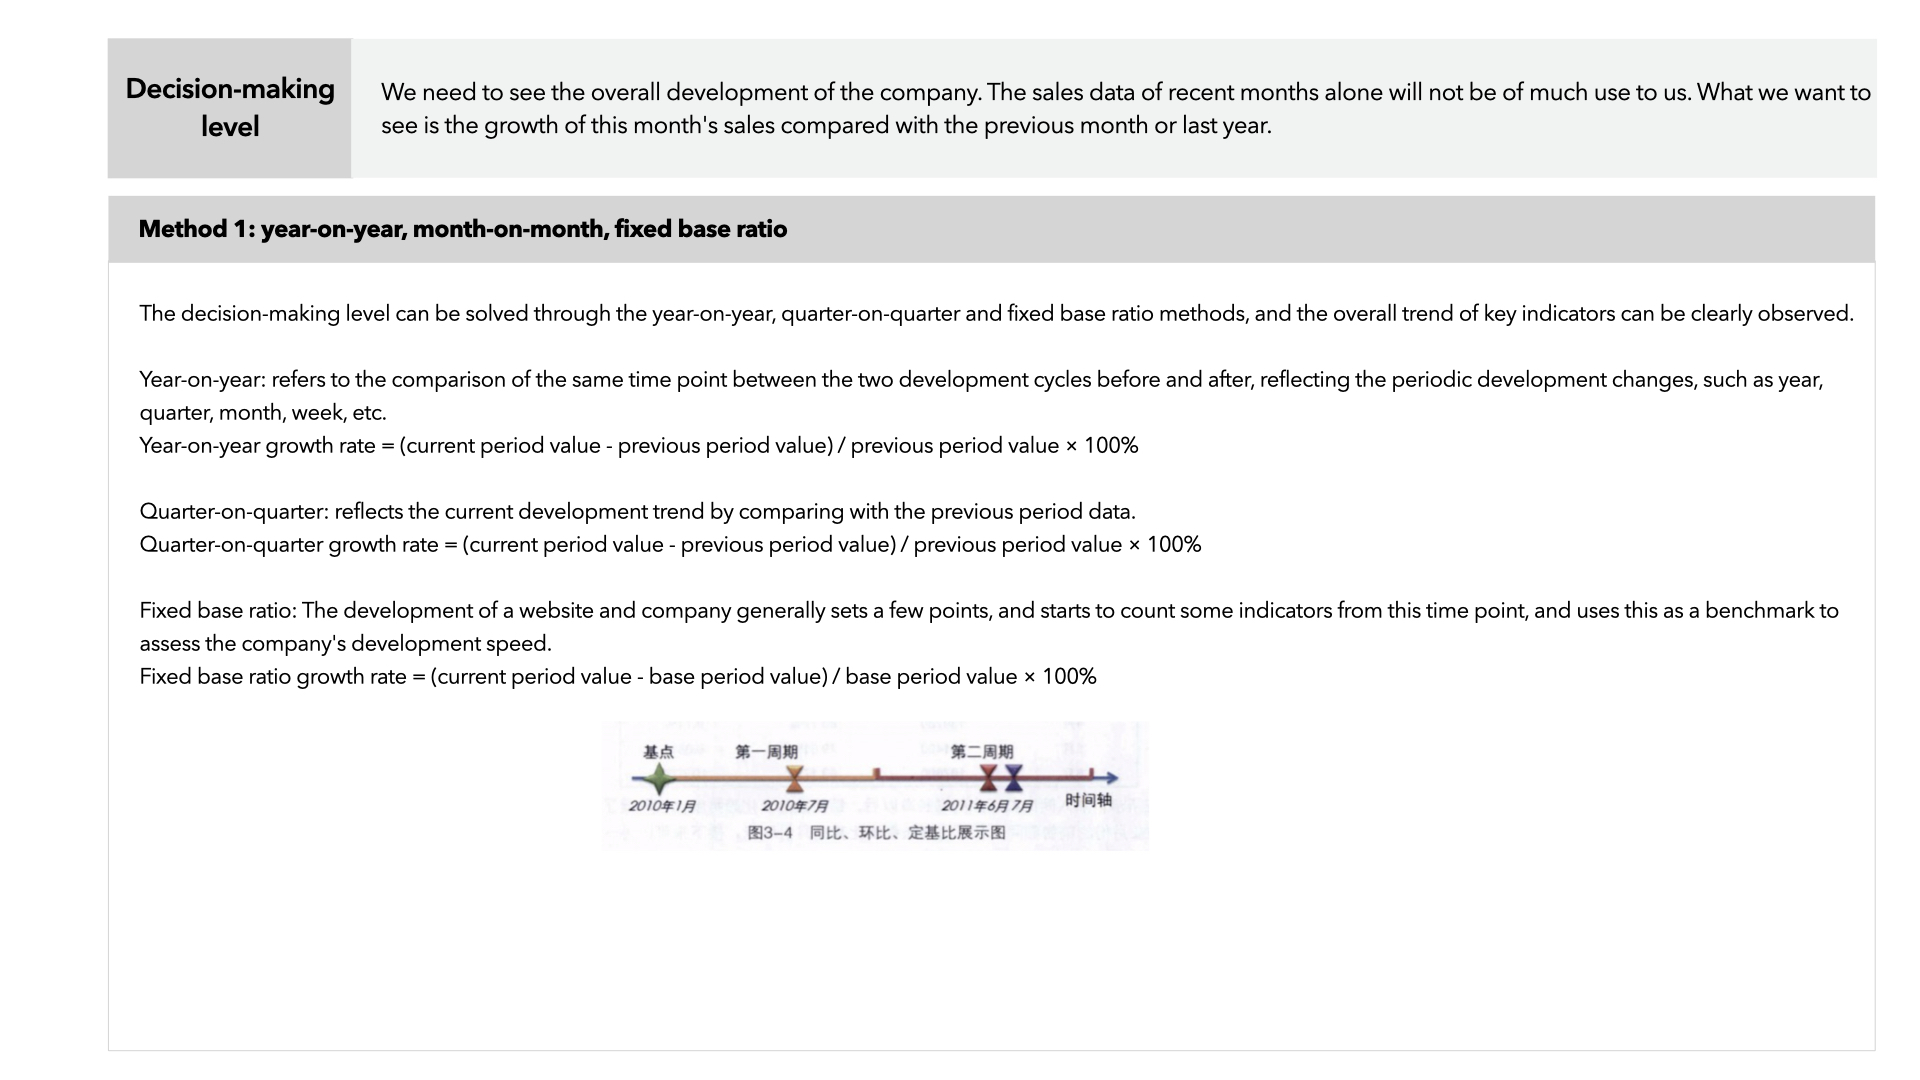 Decision-making
level
We need to see the overall development of the company. The sales data of recent months alone will not be of much use to us. What we want to
see is the growth of this month's sales compared with the previous month or last year.
Method 1: year-on-year, month-on-month, fixed base ratio
The decision-making level can be solved through the year-on-year, quarter-on-quarter and fixed base ratio methods, and the overall trend of key indicators can be clearly observed.
Year-on-year: refers to the comparison of the same time point between the two development cycles before and after, reflecting the periodic development changes, such as year,
quarter, month, week, etc.
Year-on-year growth rate = (current period value - previous period value) / previous period value × 100%
Quarter-on-quarter: reflects the current development trend by comparing with the previous period data.
Quarter-on-quarter growth rate = (current period value - previous period value) / previous period value × 100%
Fixed base ratio: The development of a website and company generally sets a few points, and starts to count some indicators from this time point, and uses this as a benchmark to
assess the company's development speed.
Fixed base ratio growth rate = (current period value - base period value) / base period value × 100%
基点 第一周期 第二周期
2010年1月 2010年7月 2011年6月 7月 时间轴
图3-4 同比、环比、定基比展示图